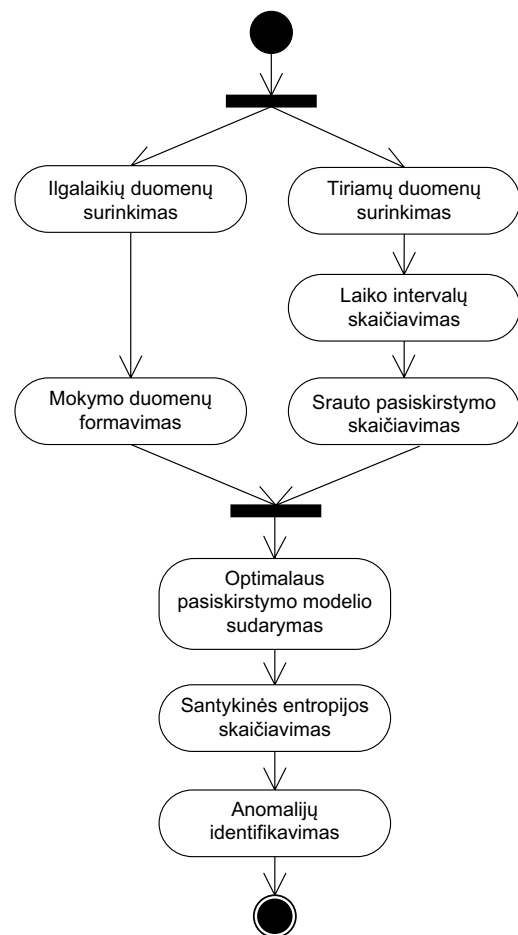 Ilgalaikių duomenų
surinkimas
Tiriamų duomenų
surinkimas
Laiko intervalų
skaičiavimas
Mokymo duomenų
formavimas
Srauto pasiskirstymo
skaičiavimas
Optimalaus
pasiskirstymo modelio
sudarymas
Santykinės entropijos
skaičiavimas
Anomalijų
identifikavimas